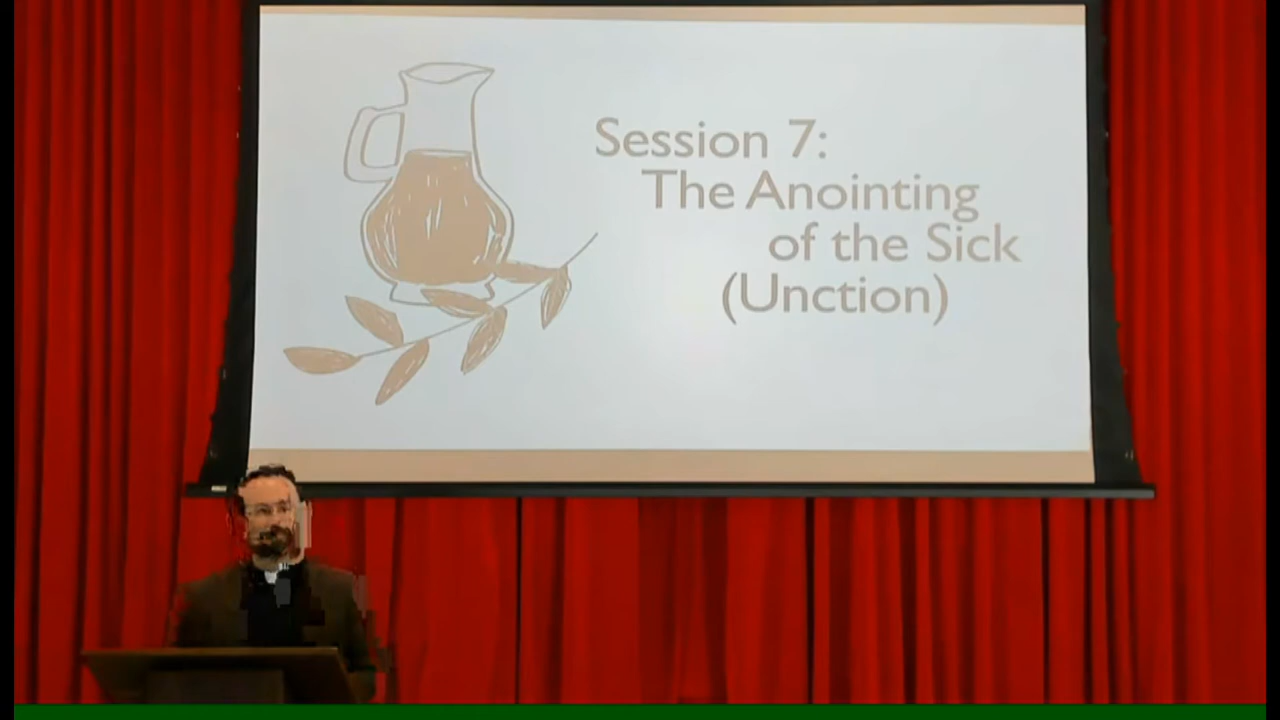 Session 7:
The Anointing
of the Sick
(Unction)